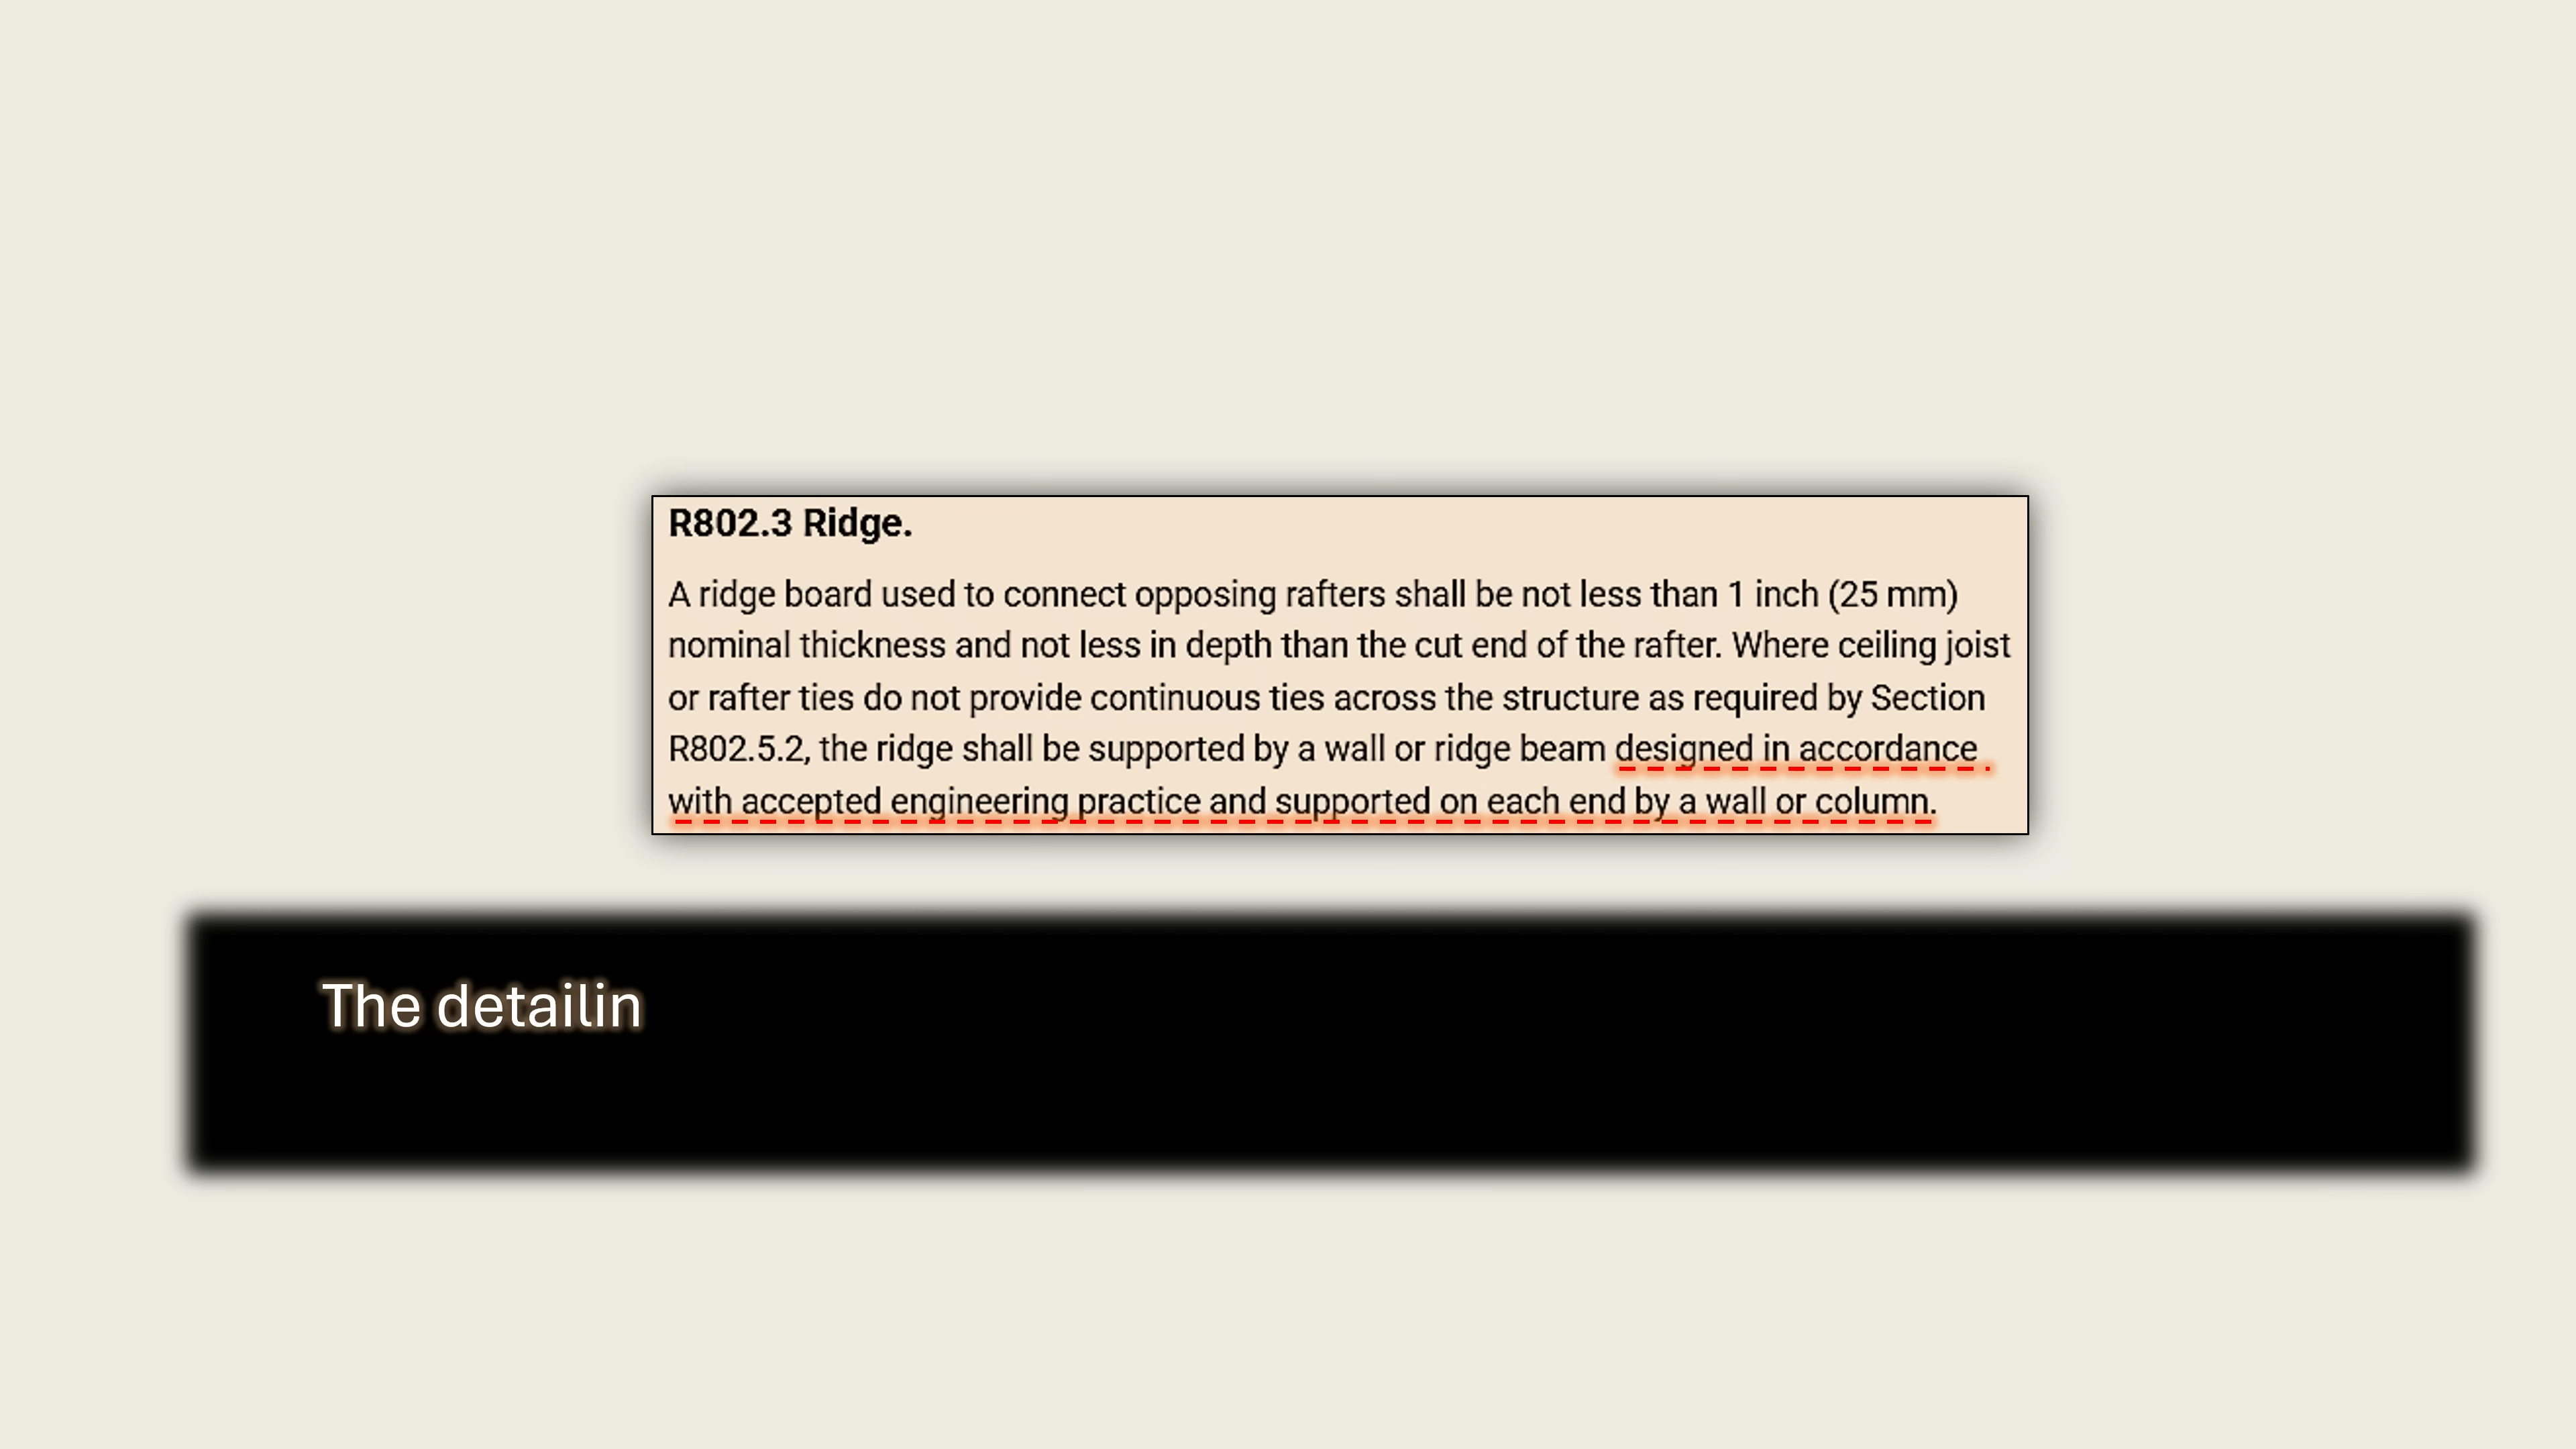 R802.3 Ridge.
A ridge board used to connect opposing rafters shall be not less than 1 inch (25 mm)
nominal thickness and not less in depth than the cut end of the rafter. Where ceiling joist
or rafter ties do not provide continuous ties across the structure as required by Section
R802.5.2, the ridge shall be supported by a wall or ridge beam designed in accordance
with accepted engineering practice and supported on each end by a wall or column.
The detailin